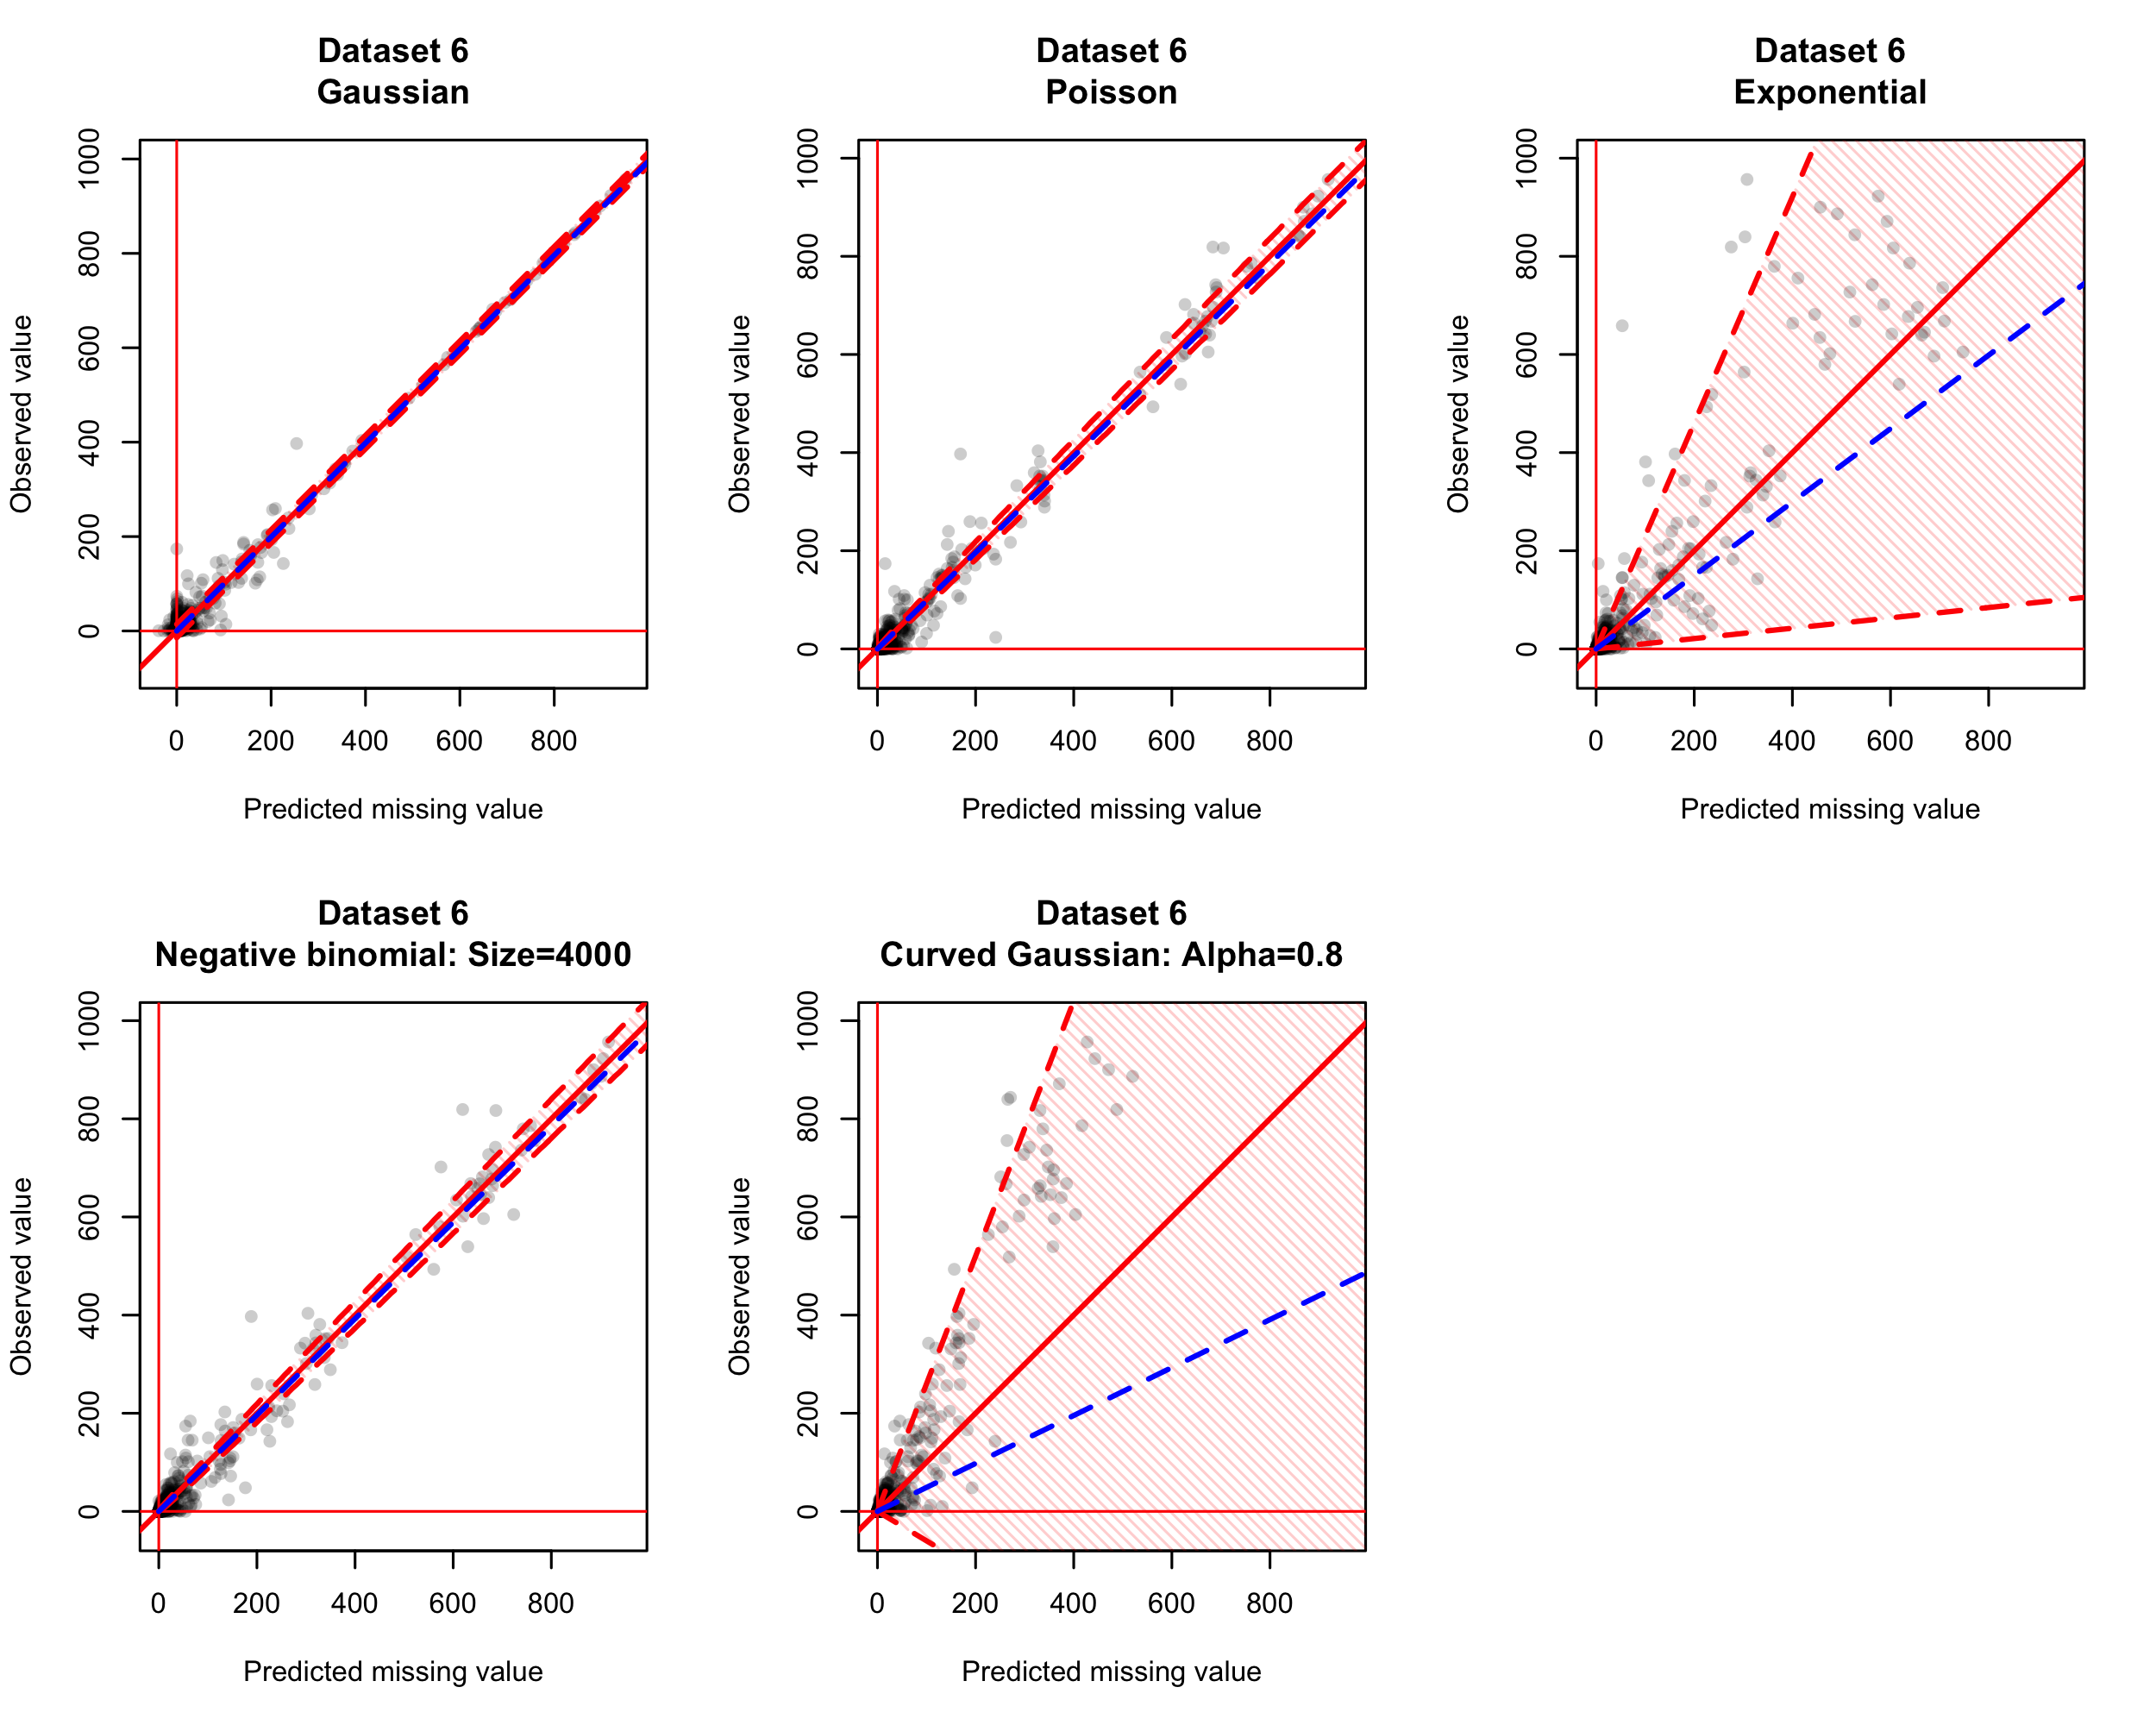 Dataset 6
Gaussian
Observed value
0 200 400 600 800 1000
0 200 400 600 800
Predicted missing value
Dataset 6
Poisson
Observed value
0 200 400 600 800 1000
0 200 400 600 800
Predicted missing value
Dataset 6
Exponential
Observed value
0 200 400 600 800 1000
0 200 400 600 800
Predicted missing value
Dataset 6
Negative binomial: Size=4000
Observed value
0 200 400 600 800 1000
0 200 400 600 800
Predicted missing value
Dataset 6
Curved Gaussian: Alpha=0.8
Observed value
0 200 400 600 800 1000
0 200 400 600 800
Predicted missing value